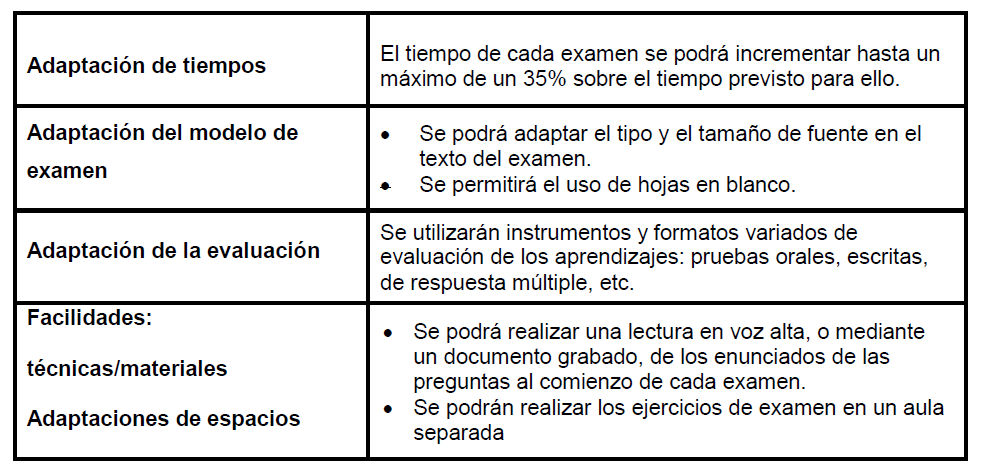 Adaptación de tiempos
El tiempo de cada examen se podrá incrementar hasta un
máximo de un 35% sobre el tiempo previsto para ello.
Adaptación del modelo de
examen
• Se podrá adaptar el tipo y el tamaño de fuente en el
texto del examen.
• Se permitirá el uso de hojas en blanco.
Adaptación de la evaluación
Se utilizarán instrumentos y formatos variados de
evaluación de los aprendizajes: pruebas orales, escritas,
de respuesta múltiple, etc.
Facilidades:
técnicas/materiales
Adaptaciones de espacios
• Se podrá realizar una lectura en voz alta, o mediante
un documento grabado, de los enunciados de las
preguntas al comienzo de cada examen.
• Se podrán realizar los ejercicios de examen en un aula
separada